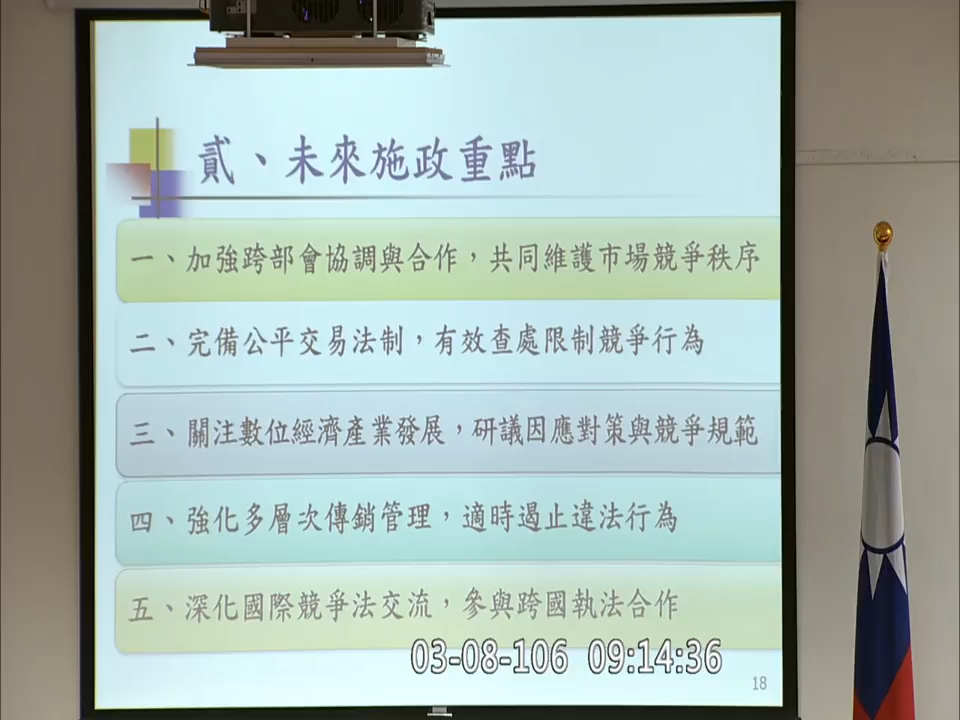 貳、未來施政重點
一、加強跨部會協調與合作，共同維護市場競爭秩序
二、完備公平交易法制，有效查處限制競爭行為
三、關注數位經濟產業發展，研議因應對策與競爭規範
四、強化多層次傳銷管理，適時遏止違法行為
五、深化國際競爭法交流，參與跨國執法合作
03-08-106 09:14:36
18